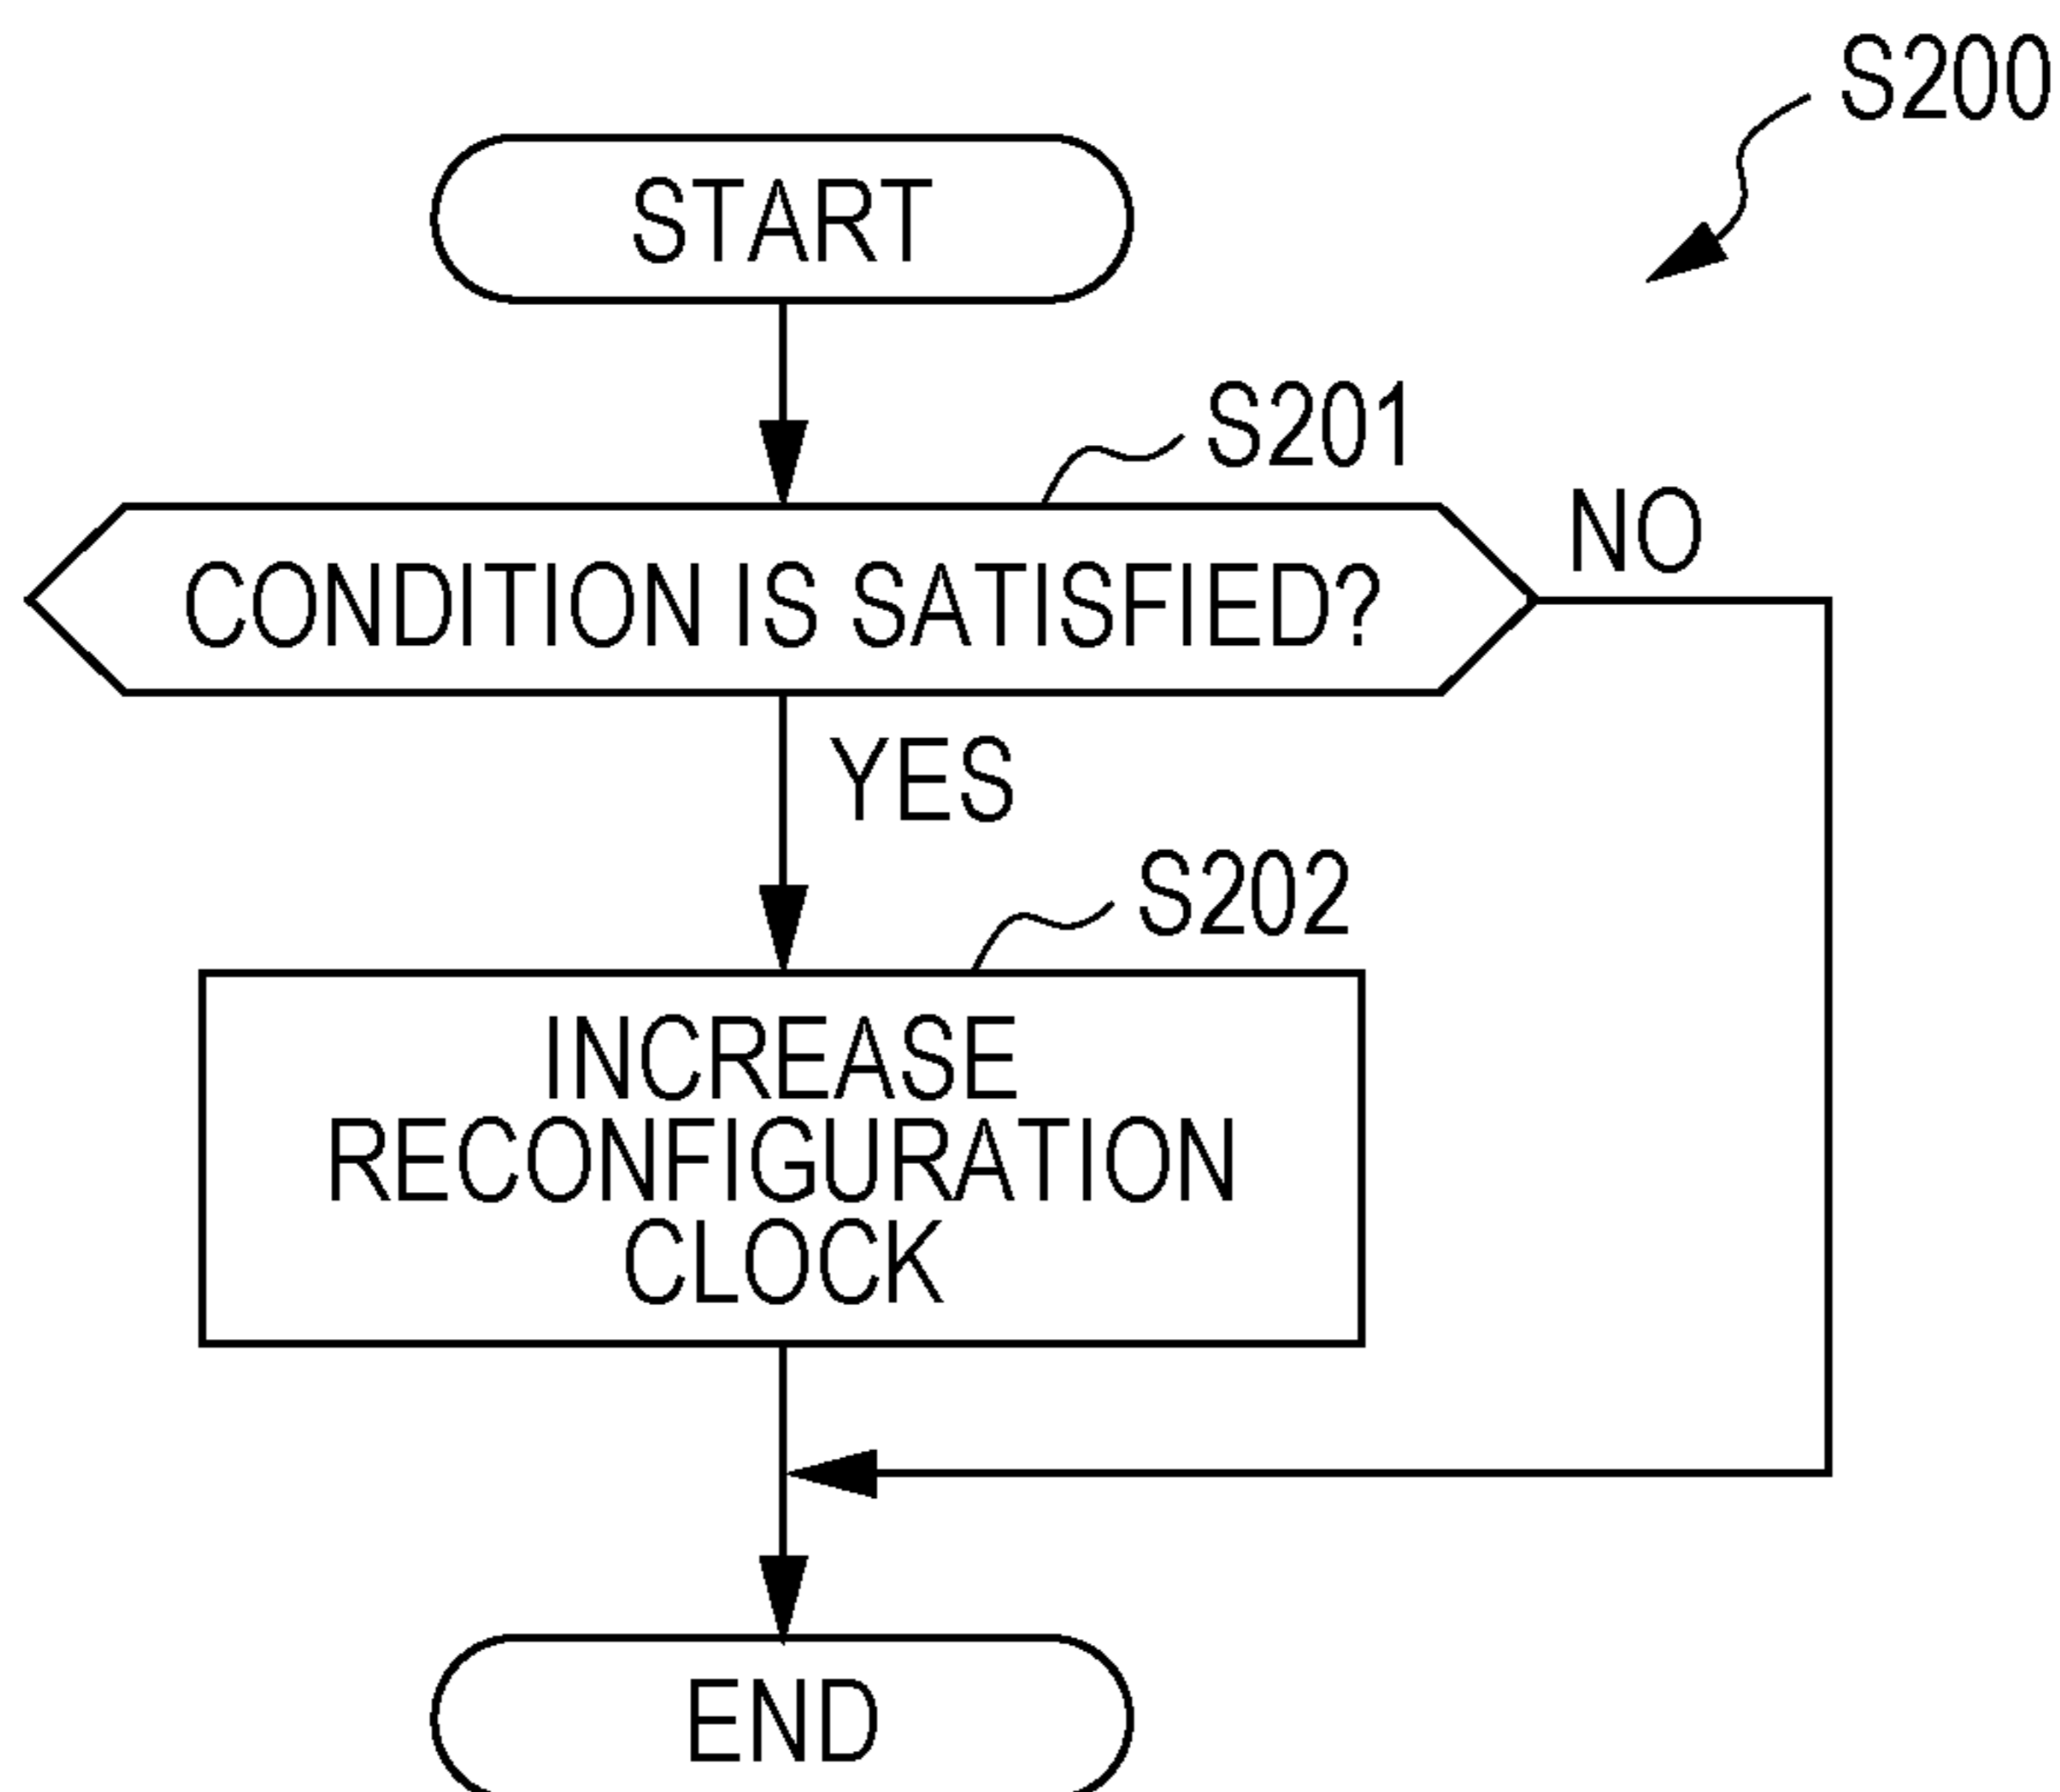 S200
START
S201
CONDITION IS SATISFIED?
NO
YES
S202
INCREASE
RECONFIGURATION
CLOCK
END